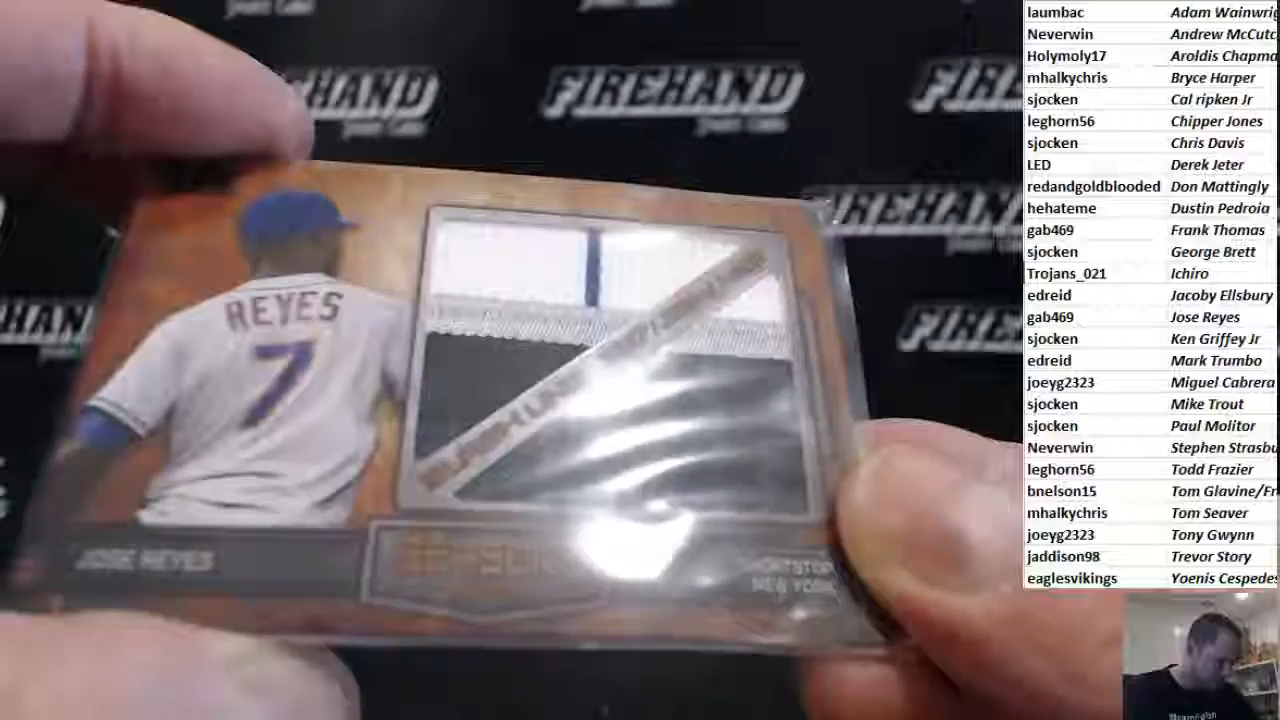 FIREHAND
FIREHAND
REYES
7
JOSE REYES
SHORTSTOP
NEW YORK
laumbac Adam Wainwrig
Neverwin Andrew McCutc
Holymoly17 Aroldis Chapma
mhalkychris Bryce Harper
sjocken Cal ripken Jr
leghorn56 Chipper Jones
sjocken Chris Davis
LED Derek Jeter
redandgoldblooded Don Mattingly
hehateme Dustin Pedroia
gab469 Frank Thomas
sjocken George Brett
Trojans_021 Ichiro
edreid Jacoby Ellsbury
gab469 Jose Reyes
sjocken Ken Griffey Jr
edreid Mark Trumbo
joeyg2323 Miguel Cabrera
sjocken Mike Trout
sjocken Paul Molitor
Neverwin Stephen Strasbu
leghorn56 Todd Frazier
bnelson15 Tom Glavine/Fr
mhalkychris Tom Seaver
joeyg2323 Tony Gwynn
jaddison98 Trevor Story
eaglesvikings Yoenis Cespedes